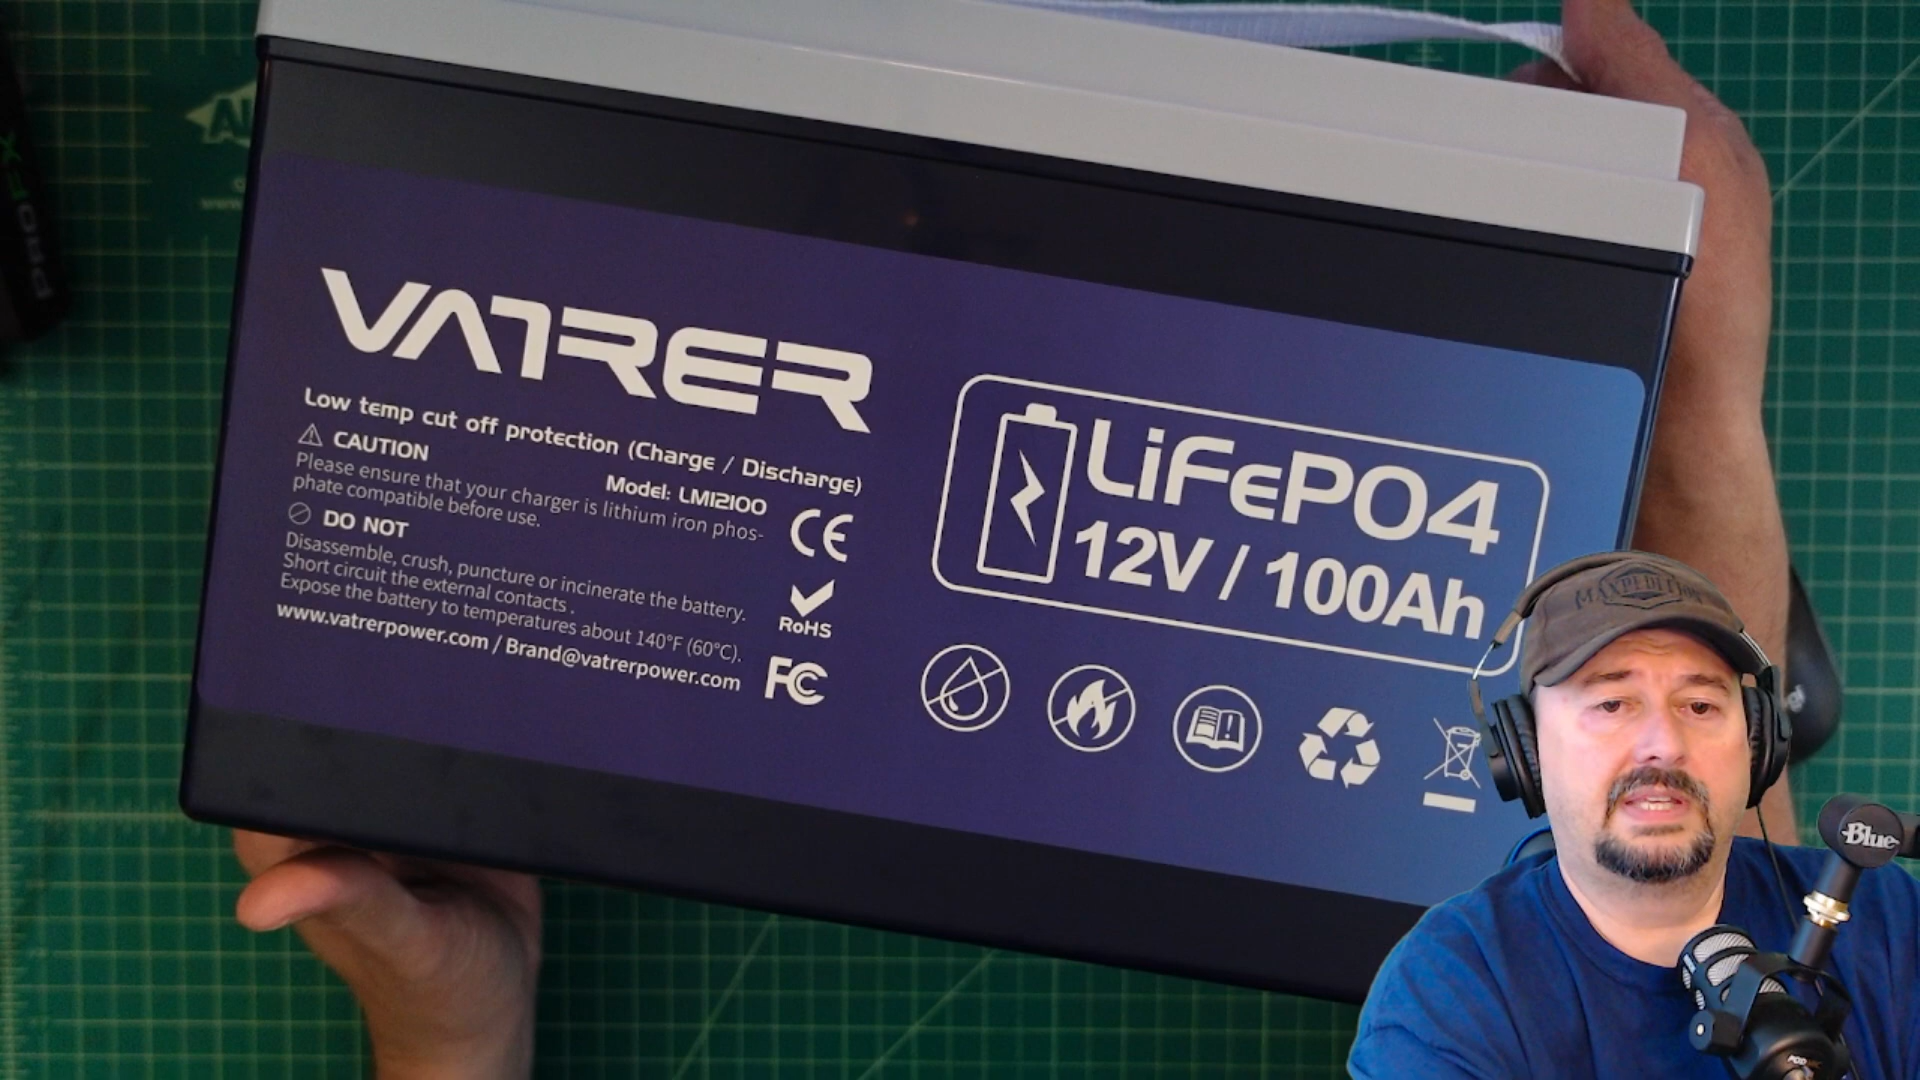 VATRER
Low temp cut off protection (Charge / Discharge)
CAUTION
Model: LM12100
Please ensure that your charger is lithium iron phos-
phate compatible before use.
CE
DO NOT
Disassemble, crush, puncture or incinerate the battery.
Short circuit the external contacts .
Expose the battery to temperatures about 140°F (60°C).
RoHS
www.vatrerpower.com / Brand@vatrerpower.com
FC
LiFePO4
12V / 100Ah
MAXPEDITION
Blue